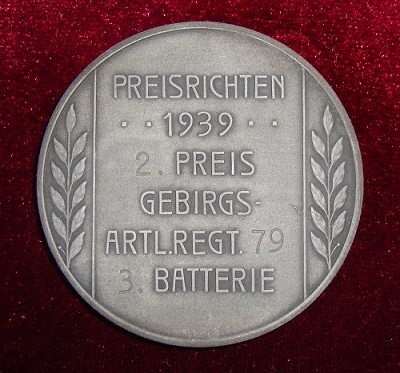 PREISRICHTEN
· · 1939 · ·
2. PREIS
GEBIRGS-
ARTL.REGT. 79
3. BATTERIE